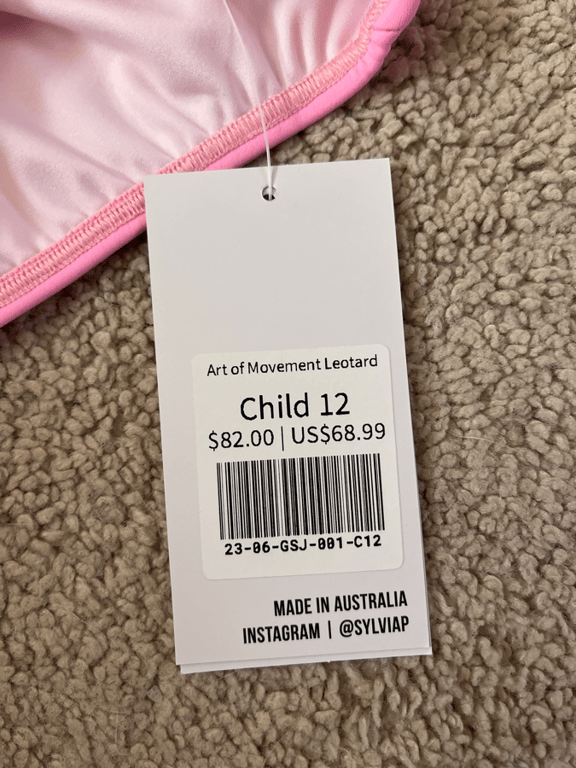 Art of Movement Leotard
Child 12
$82.00 | US$68.99
23-06-GSJ-001-C12
MADE IN AUSTRALIA
INSTAGRAM | @SYLVIAP